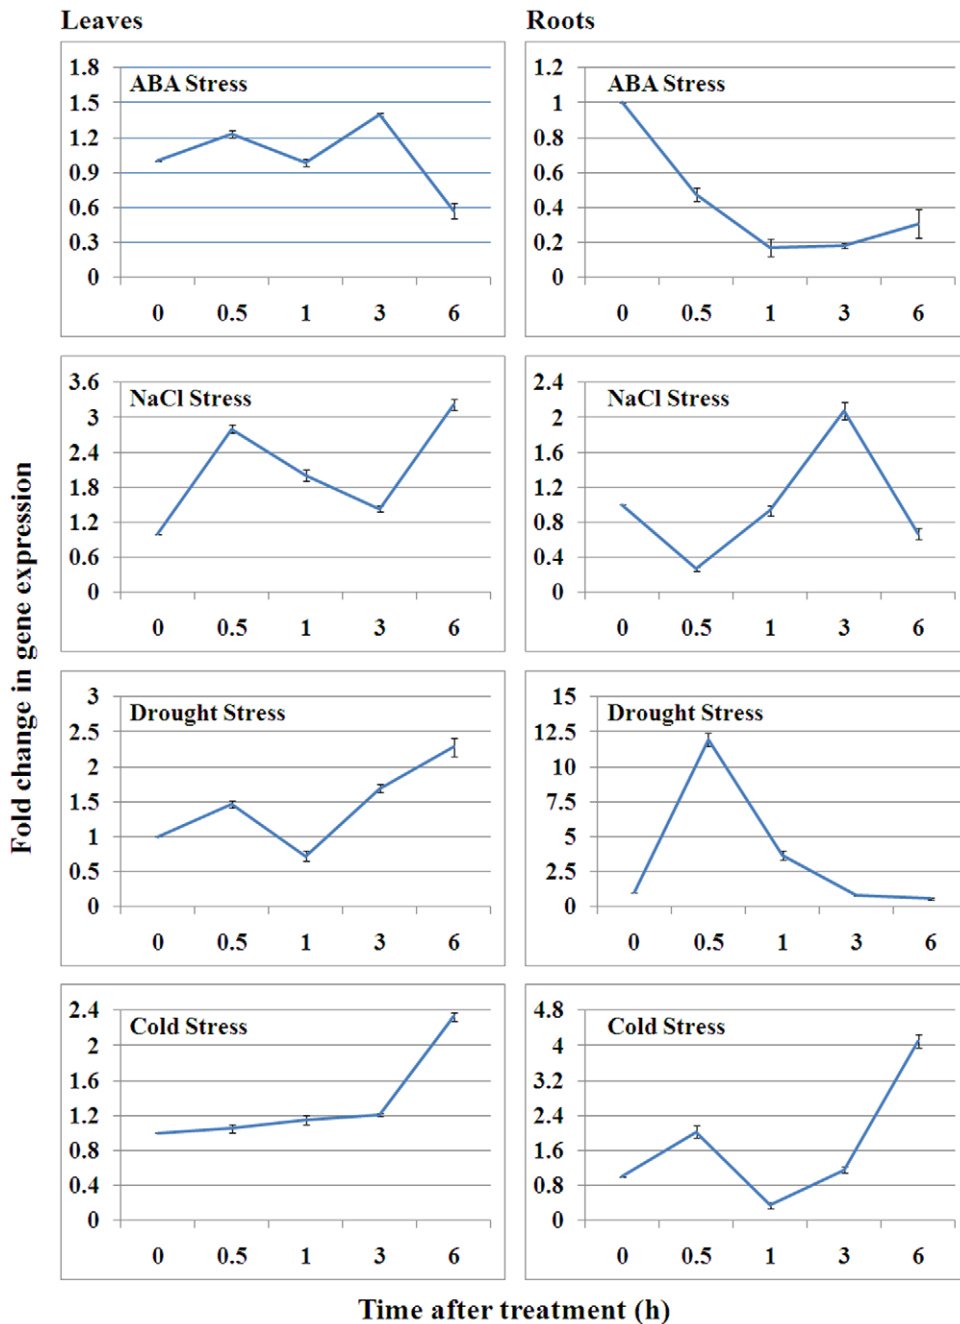 Leaves
Roots
Fold change in gene expression
ABA Stress
1.8
1.5
1.2
0.9
0.6
0.3
0
0 0.5 1 3 6
ABA Stress
1.2
1
0.8
0.6
0.4
0.2
0
0 0.5 1 3 6
NaCl Stress
3.6
3
2.4
1.8
1.2
0.6
0
0 0.5 1 3 6
NaCl Stress
2.4
2
1.6
1.2
0.8
0.4
0
0 0.5 1 3 6
Drought Stress
3
2.5
2
1.5
1
0.5
0
0 0.5 1 3 6
Drought Stress
15
12.5
10
7.5
5
2.5
0
0 0.5 1 3 6
Cold Stress
2.4
2
1.6
1.2
0.8
0.4
0
0 0.5 1 3 6
Cold Stress
4.8
4
3.2
2.4
1.6
0.8
0
0 0.5 1 3 6
Time after treatment (h)